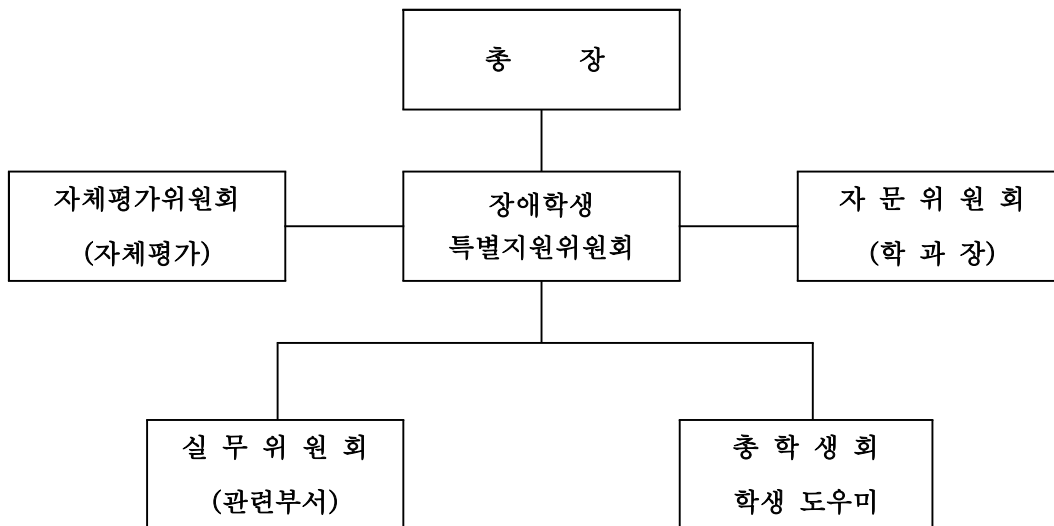 총 장
자체평가위원회
(자체평가)
장애학생
특별지원위원회
자 문 위 원 회
(학 과 장)
실 무 위 원 회
(관련부서)
총 학 생 회
학생 도우미